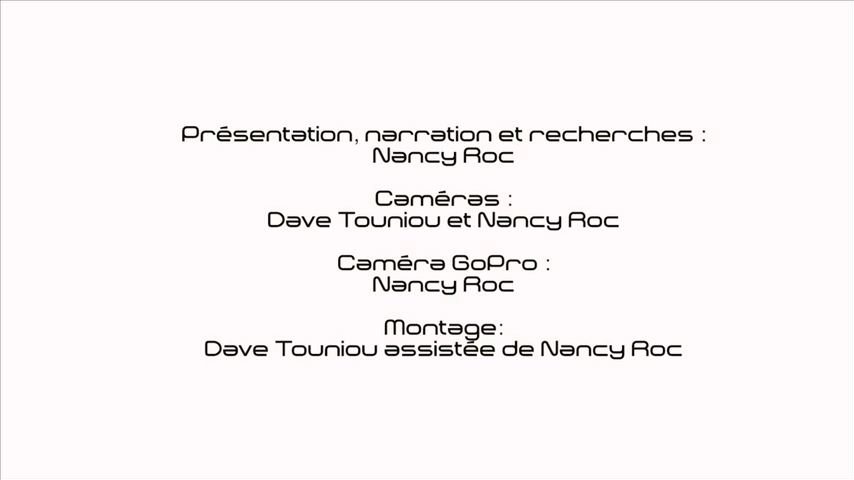 Présentation, narration et recherches :
Nancy Roc
Caméras :
Dave Touniou et Nancy Roc
Caméra GoPro :
Nancy Roc
Montage:
Dave Touniou assistée de Nancy Roc